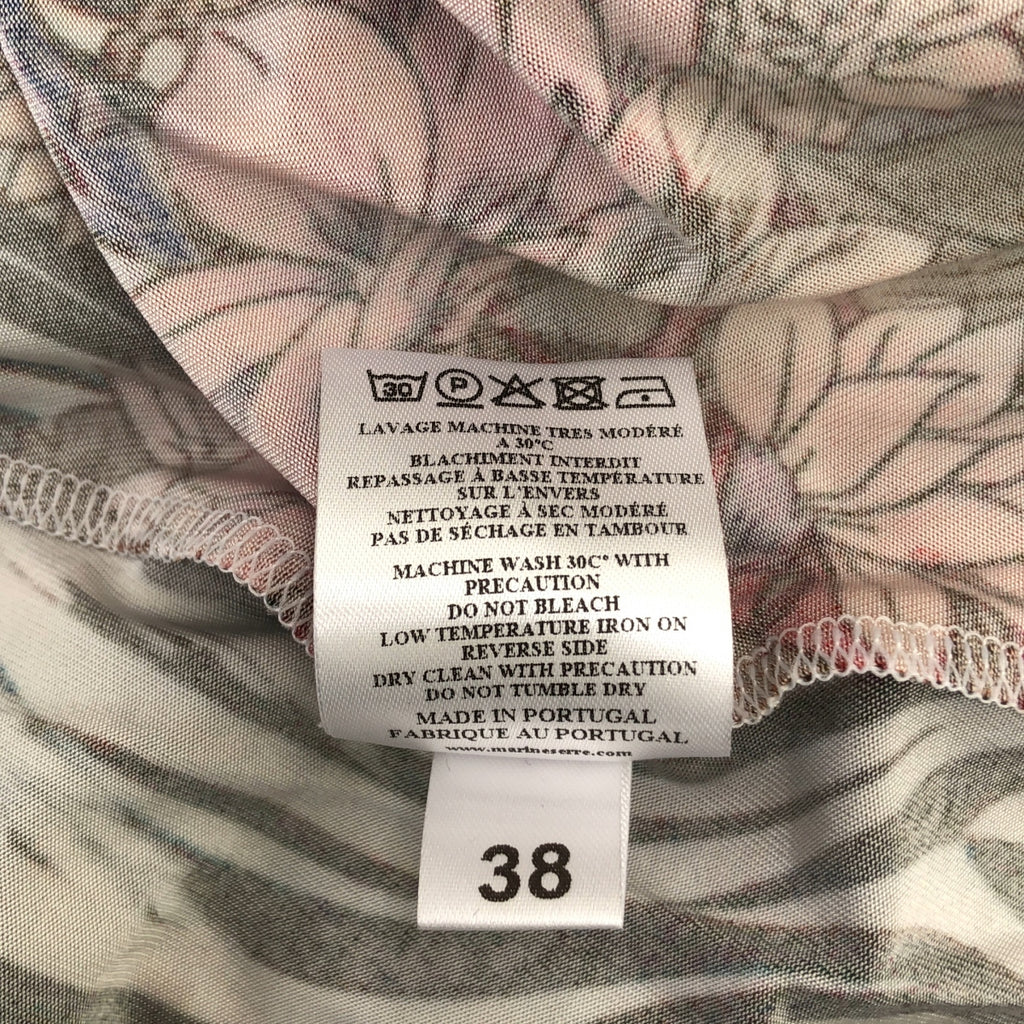 30 P
LAVAGE MACHINE TRES MODÉRÉ
A 30°C
BLACHIMENT INTERDIT
REPASSAGE À BASSE TEMPÉRATURE
SUR L'ENVERS
NETTOYAGE À SEC MODÉRÉ
PAS DE SÉCHAGE EN TAMBOUR
MACHINE WASH 30C° WITH
PRECAUTION
DO NOT BLEACH
LOW TEMPERATURE IRON ON
REVERSE SIDE
DRY CLEAN WITH PRECAUTION
DO NOT TUMBLE DRY
MADE IN PORTUGAL
FABRIQUE AU PORTUGAL
www.marineserre.com
38